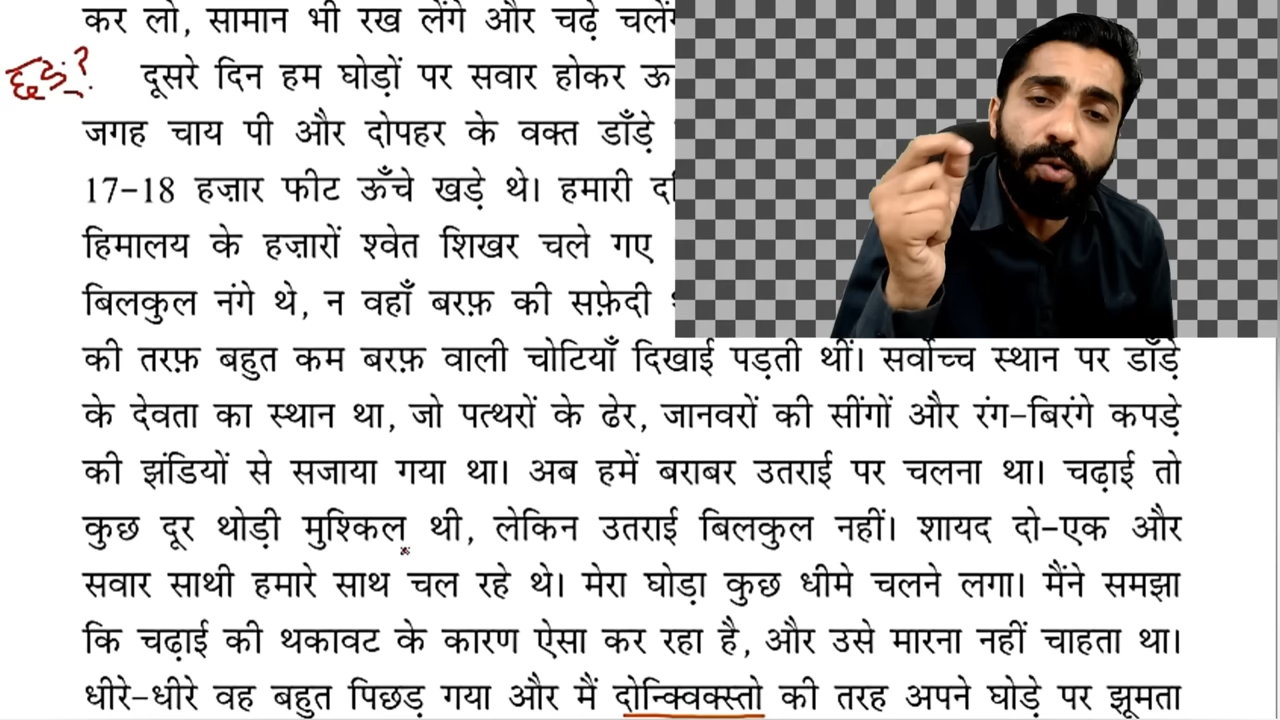 कर लो, सामान भी रख लेंगे और चढ़े
दूसरे दिन हम घोड़ों पर सवार होकर
जगह चाय पी और दोपहर के वक्त डाँड़े
17-18 हज़ार फीट ऊँचे खड़े थे। हमारी
हिमालय के हज़ारों श्वेत शिखर चले गए
बिलकुल नंगे थे, न वहाँ बरफ़ की सफ़ेदी
की तरफ़ बहुत कम बरफ़ वाली चोटियाँ दिखाई पड़ती थीं। सर्वोच्च स्थान पर डाँड़े
के देवता का स्थान था, जो पत्थरों के ढेर, जानवरों की सींगों और रंग-बिरंगे कपड़े
की झंडियों से सजाया गया था। अब हमें बराबर उतराई पर चलना था। चढ़ाई तो
कुछ दूर थोड़ी मुश्किल थी, लेकिन उतराई बिलकुल नहीं। शायद दो-एक और
सवार साथी हमारे साथ चल रहे थे। मेरा घोड़ा कुछ धीमे चलने लगा। मैंने समझा
कि चढ़ाई की थकावट के कारण ऐसा कर रहा है, और उसे मारना नहीं चाहता था।
धीरे-धीरे वह बहुत पिछड़ गया और मैं दोन्क्विक्स्तो की तरह अपने घोड़े पर झूमता